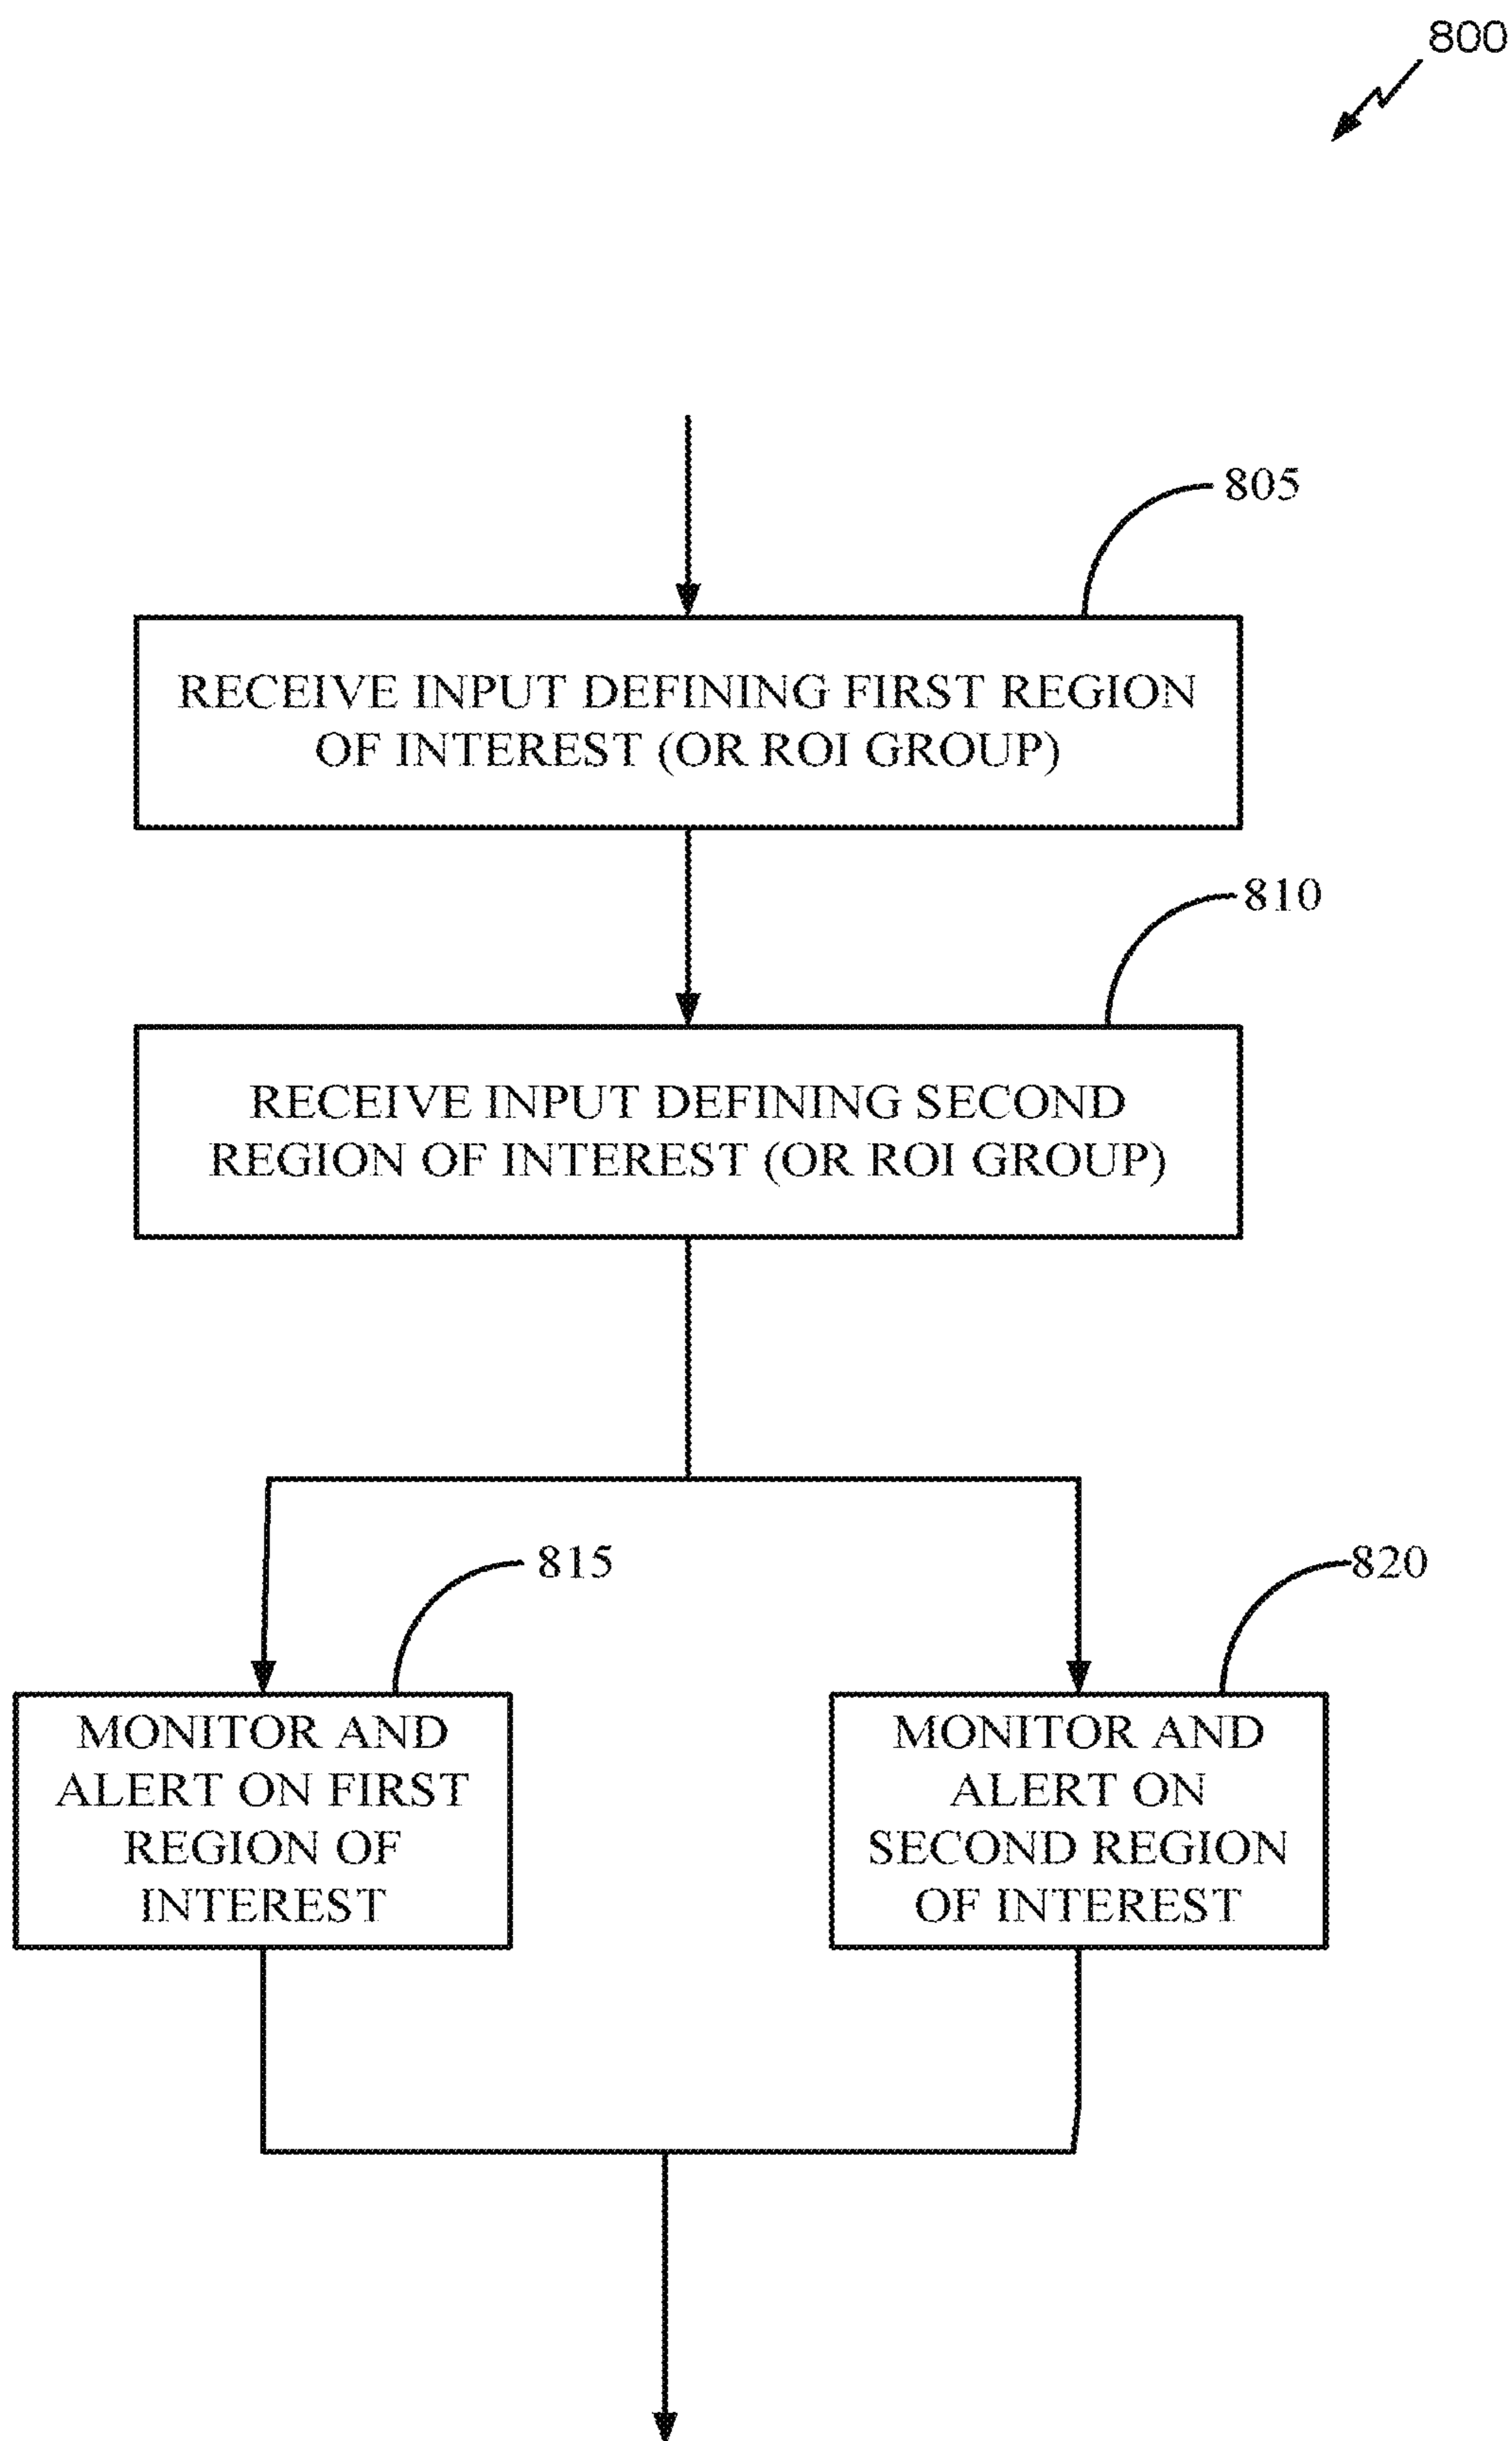 800
805
RECEIVE INPUT DEFINING FIRST REGION
OF INTEREST (OR ROI GROUP)
810
RECEIVE INPUT DEFINING SECOND
REGION OF INTEREST (OR ROI GROUP)
815
MONITOR AND
ALERT ON FIRST
REGION OF
INTEREST
820
MONITOR AND
ALERT ON
SECOND REGION
OF INTEREST